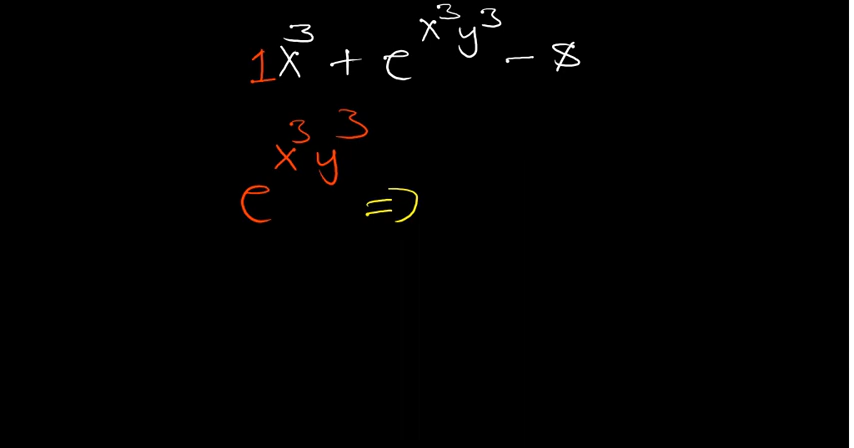 1x³ + e^{x³y³} - 8
e^{x³y³} ⇒